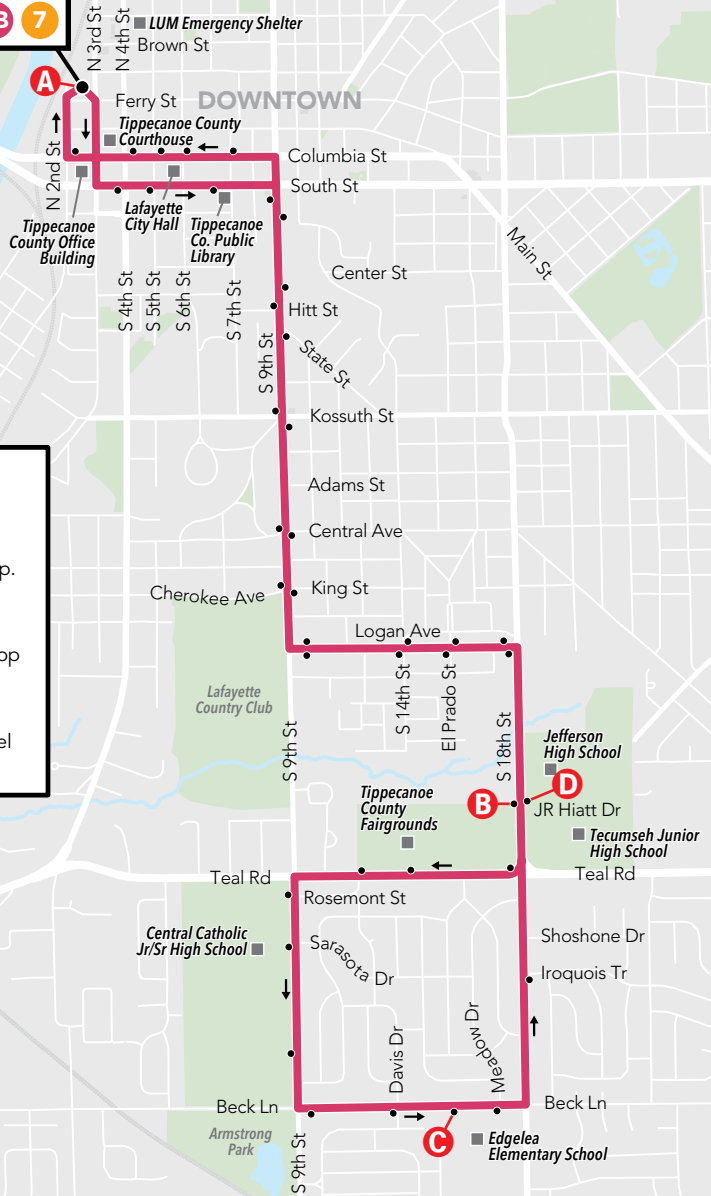 3 7
N 3rd St
N 4th St
LUM Emergency Shelter
Brown St
A
Ferry St
DOWNTOWN
Tippecanoe County
Courthouse
N 2nd St
Columbia St
South St
Tippecanoe
County Office
Building
Lafayette
City Hall
Tippecanoe
Co. Public
Library
Main St
S 4th St
S 5th St
S 6th St
S 7th St
Center St
Hitt St
S 9th St
State St
Kossuth St
Adams St
Central Ave
p.
Cherokee Ave
King St
Logan Ave
op
Lafayette
Country Club
S 14th St
El Prado St
S 9th St
S 18th St
el
Jefferson
High School
Tippecanoe
County
Fairgrounds
B
D
JR Hiatt Dr
Tecumseh Junior
High School
Teal Rd
Teal Rd
Rosemont St
Central Catholic
Jr/Sr High School
Sarasota Dr
Shoshone Dr
Iroquois Tr
Davis Dr
Meadow Dr
Beck Ln
Beck Ln
Armstrong
Park
S 9th St
C
Edgelea
Elementary School